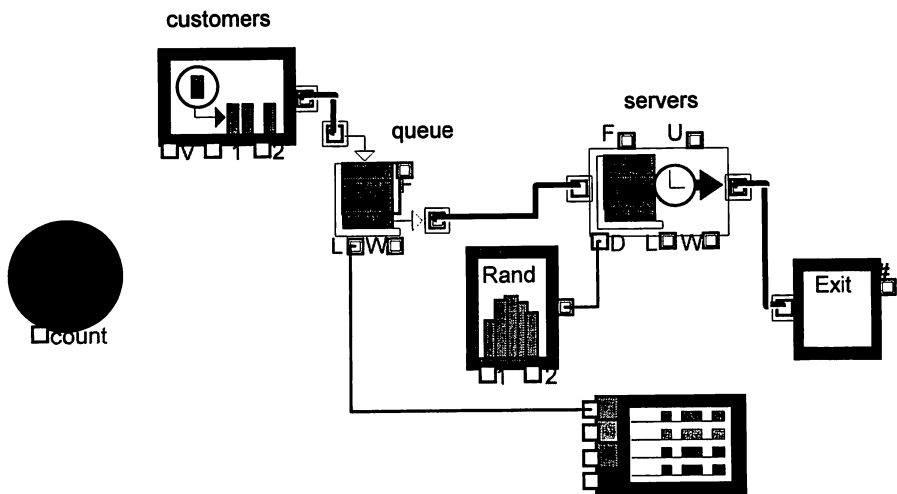 customers
servers
F U
queue
V 1 2
F
L W
D L W
Rand
Exit
#
count
1 2